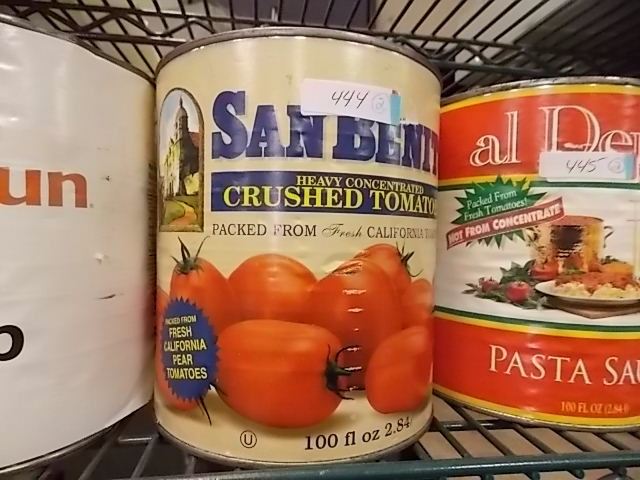 un.
444 2
SAN BENIT
HEAVY CONCENTRATED
CRUSHED TOMATO
PACKED FROM Fresh CALIFORNIA
PACKED FROM
FRESH
CALIFORNIA
PEAR
TOMATOES
U
100 fl oz 2.84
al De
445
Packed From
Fresh Tomatoes!
NOT FROM CONCENTRATE
PASTA SAU
100 FL OZ (2.84